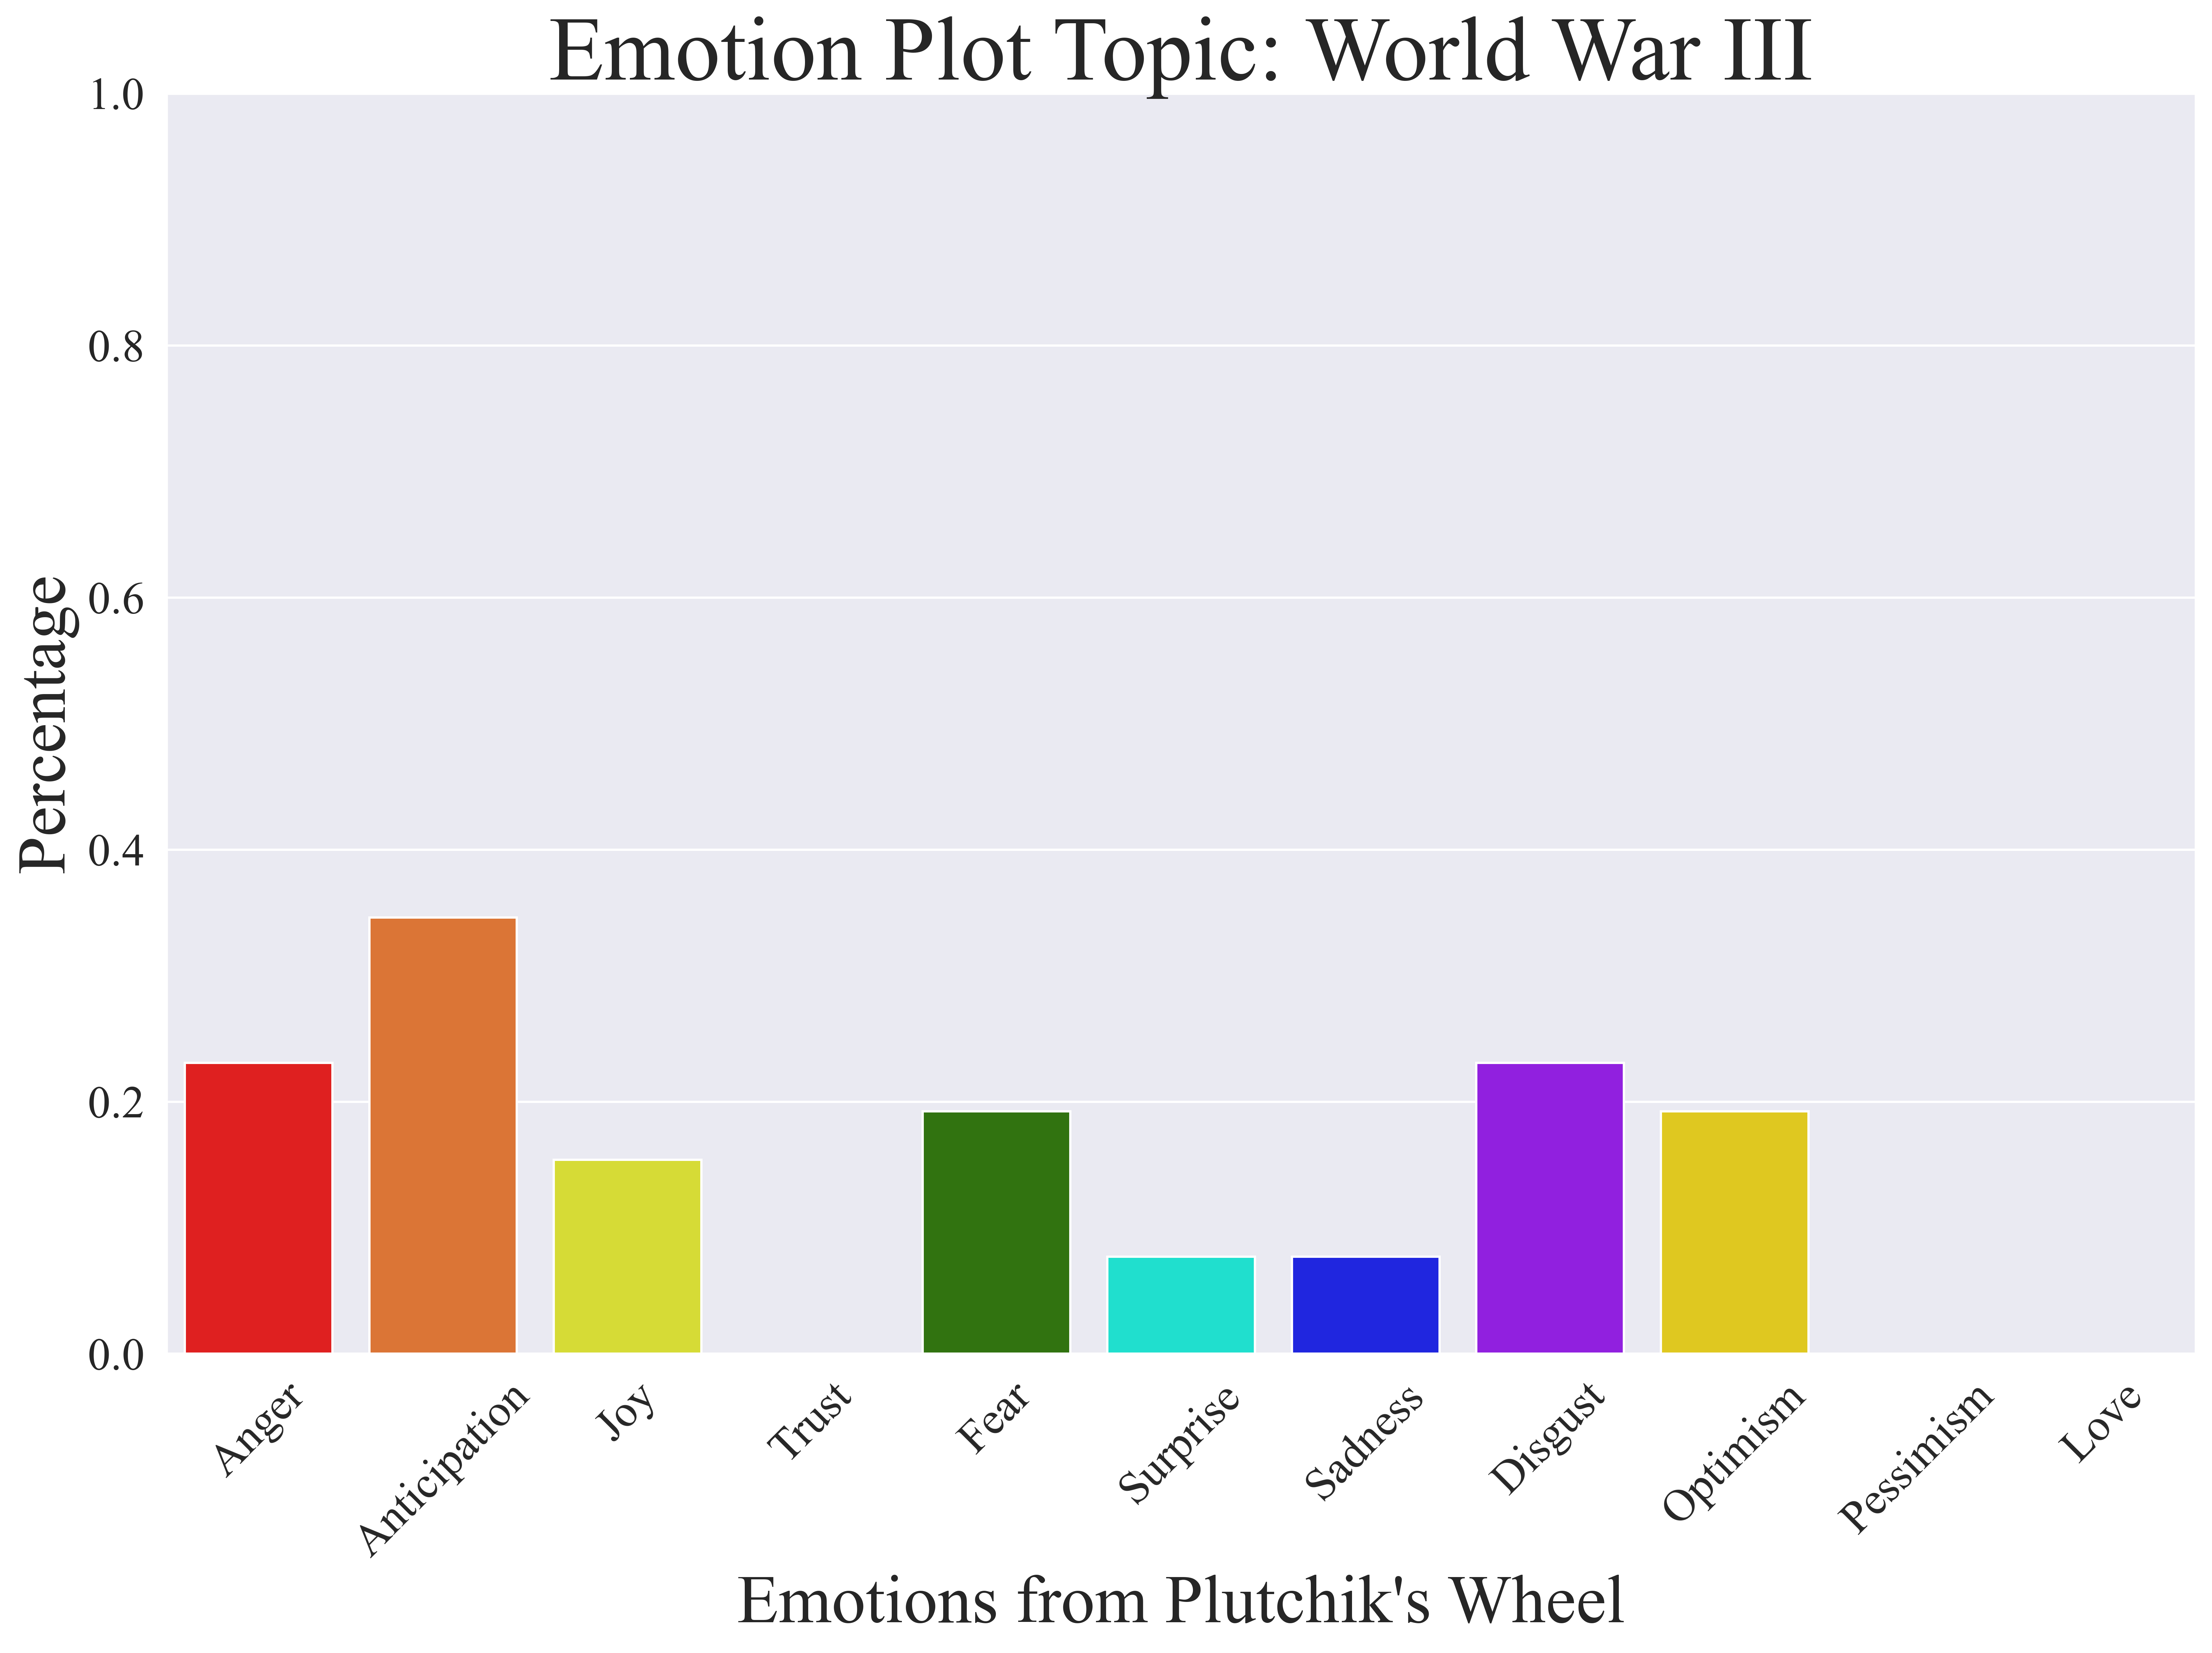 Emotion Plot Topic: World War III
Percentage
1.0
0.8
0.6
0.4
0.2
0.0
Anger
Anticipation
Joy
Trust
Fear
Surprise
Sadness
Disgust
Optimism
Pessimism
Love
Emotions from Plutchik's Wheel